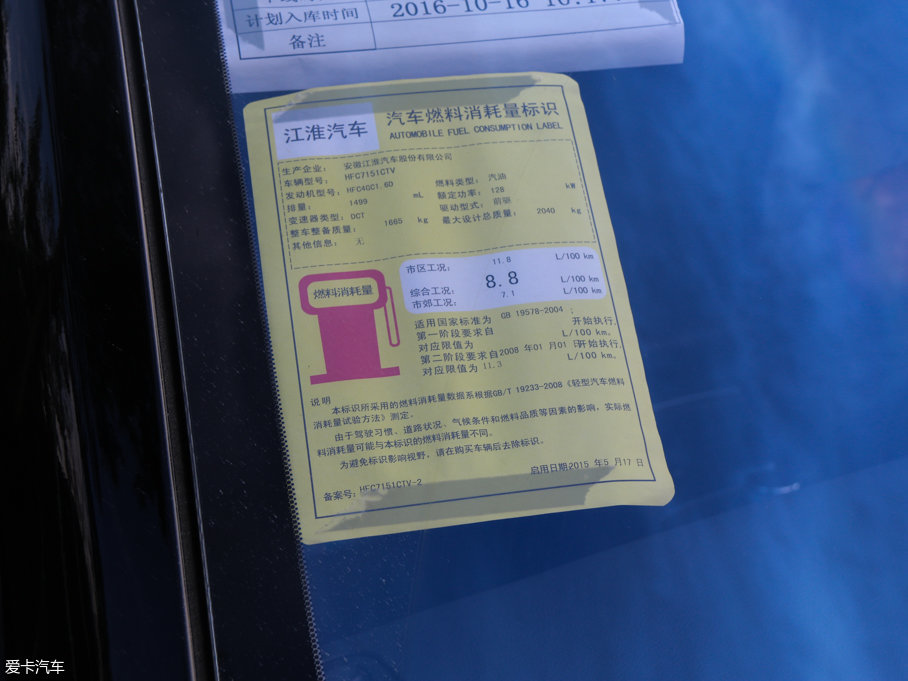 计划入库时间
2016-10-16
备注
江淮汽车
汽车燃料消耗量标识
AUTOMOBILE FUEL CONSUMPTION LABEL
生产企业: 安徽江淮汽车股份有限公司
车辆型号: HFC7151CTV
发动机型号: HFC4GC1.6D 燃料类型: 汽油
排量: 1499 mL 额定功率: 128 kW
变速器类型: DCT 驱动型式: 前驱
整车整备质量: 1665 kg 最大设计总质量: 2040 kg
其他信息: 无
燃料消耗量
市区工况: 11.8 L/100 km
综合工况: 8.8 L/100 km
市郊工况: 7.1 L/100 km
适用国家标准为 GB 19578-2004 ;
第一阶段要求自 开始执行,
对应限值为 L/100 km。
第二阶段要求自2008 年01 月01 日开始执行,
对应限值为 11.3 L/100 km。
说明
本标识所采用的燃料消耗量数据系根据GB/T 19233-2008《轻型汽车燃料
消耗量试验方法》测定。
由于驾驶习惯、道路状况、气候条件和燃料品质等因素的影响,实际燃
料消耗量可能与本标识的燃料消耗量不同。
为避免标识影响视野,请在购买车辆后去除标识。
备案号: HFC7151CTV-2
启用日期2015 年5 月17 日
爱卡汽车